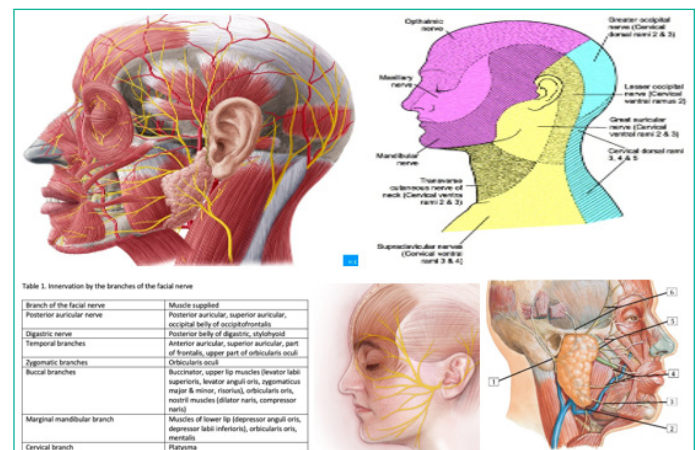 Opthalmic
nerve
Maxillary
nerve
Mandibular
nerve
Transverse
cutaneous nerve of
neck (Cervical ventra
rami 2 & 3)
Supraclavicular nerves
(Cervical ventral
rami 3 & 4)
Greater occipital
nerve (Cervical
dorsal rami 2 & 3)
Lesser occipital
nerve (Cervical
ventral ramus 2)
Great auricular
nerve (Cervical
ventral rami 2 & 3)
Cervical dorsal rami
3, 4 & 5
Table 1. Innervation by the branches of the facial nerve
Branch of the facial nerve Muscle supplied
Posterior auricular nerve Posterior auricular, superior auricular,
occipital belly of occipitofrontalis
Digastric nerve Posterior belly of digastric, stylohyoid
Temporal branches Anterior auricular, superior auricular, part
of frontalis, upper part of orbicularis oculi
Zygomatic branches Orbicularis oculi
Buccal branches Buccinator, upper lip muscles (levator labii
superioris, levator anguli oris, zygomaticus
major & minor, risorius), orbicularis oris,
nostril muscles (dilator naris, compressor
naris)
Marginal mandibular branch Muscles of lower lip (depressor anguli oris,
depressor labii inferioris), orbicularis oris,
mentalis
Cervical branch Platysma
6
5
1
4
3
2